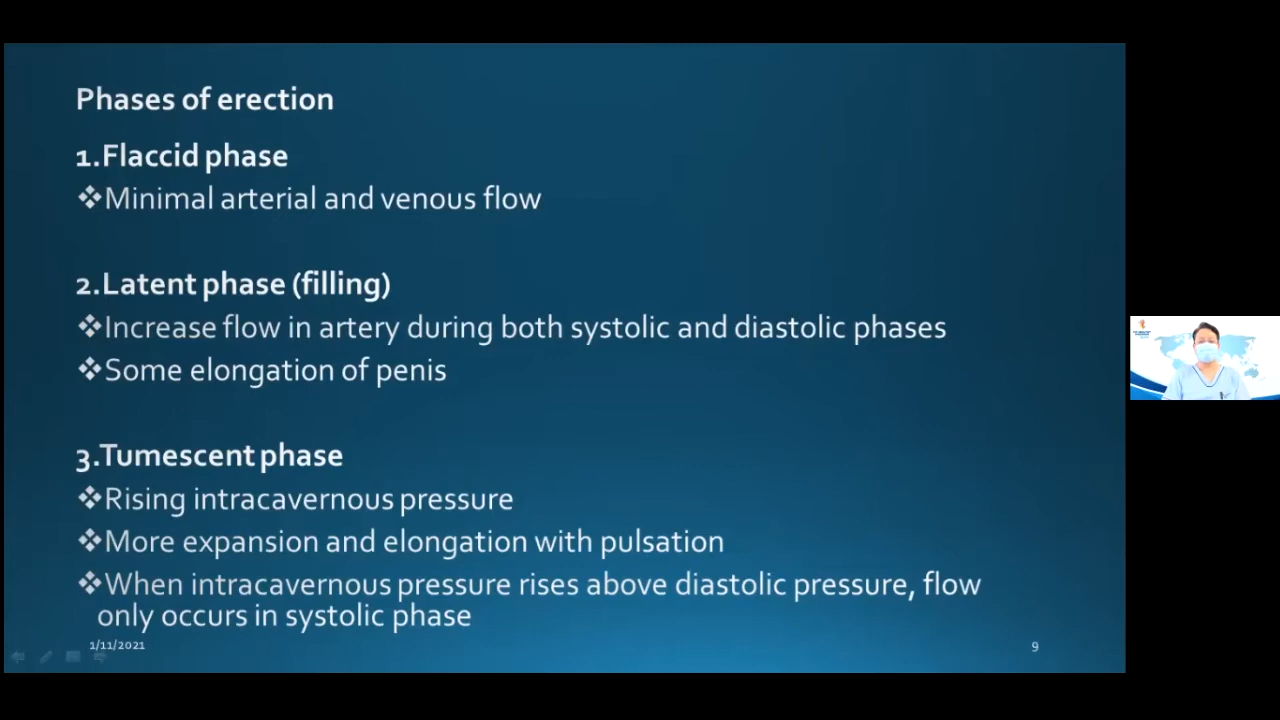 Phases of erection
1.Flaccid phase
❖Minimal arterial and venous flow
2.Latent phase (filling)
❖Increase flow in artery during both systolic and diastolic phases
❖Some elongation of penis
3.Tumescent phase
❖Rising intracavernous pressure
❖More expansion and elongation with pulsation
❖When intracavernous pressure rises above diastolic pressure, flow
only occurs in systolic phase
1/11/2021
9